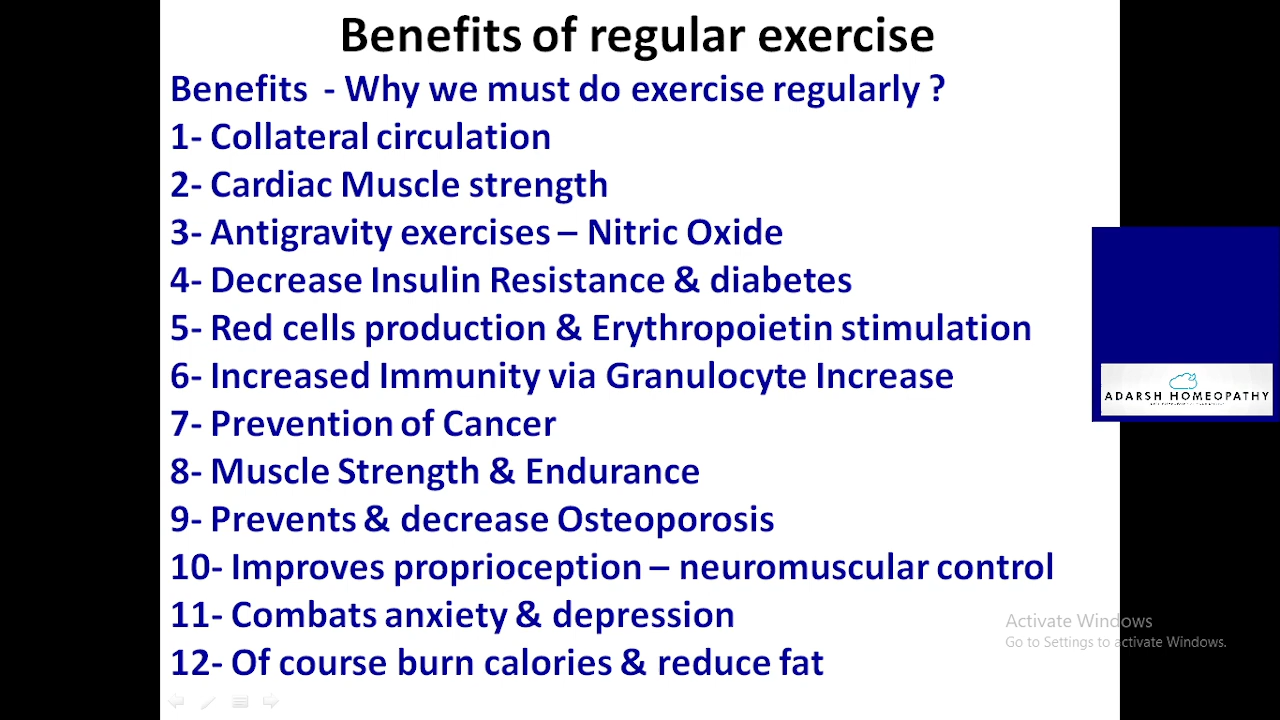 Benefits of regular exercise
Benefits - Why we must do exercise regularly ?
1- Collateral circulation
2- Cardiac Muscle strength
3- Antigravity exercises – Nitric Oxide
4- Decrease Insulin Resistance & diabetes
5- Red cells production & Erythropoietin stimulation
6- Increased Immunity via Granulocyte Increase
7- Prevention of Cancer
8- Muscle Strength & Endurance
9- Prevents & decrease Osteoporosis
10- Improves proprioception – neuromuscular control
11- Combats anxiety & depression
12- Of course burn calories & reduce fat
ADARSH HOMEOPATHY
Activate Windows
Go to Settings to activate Windows.